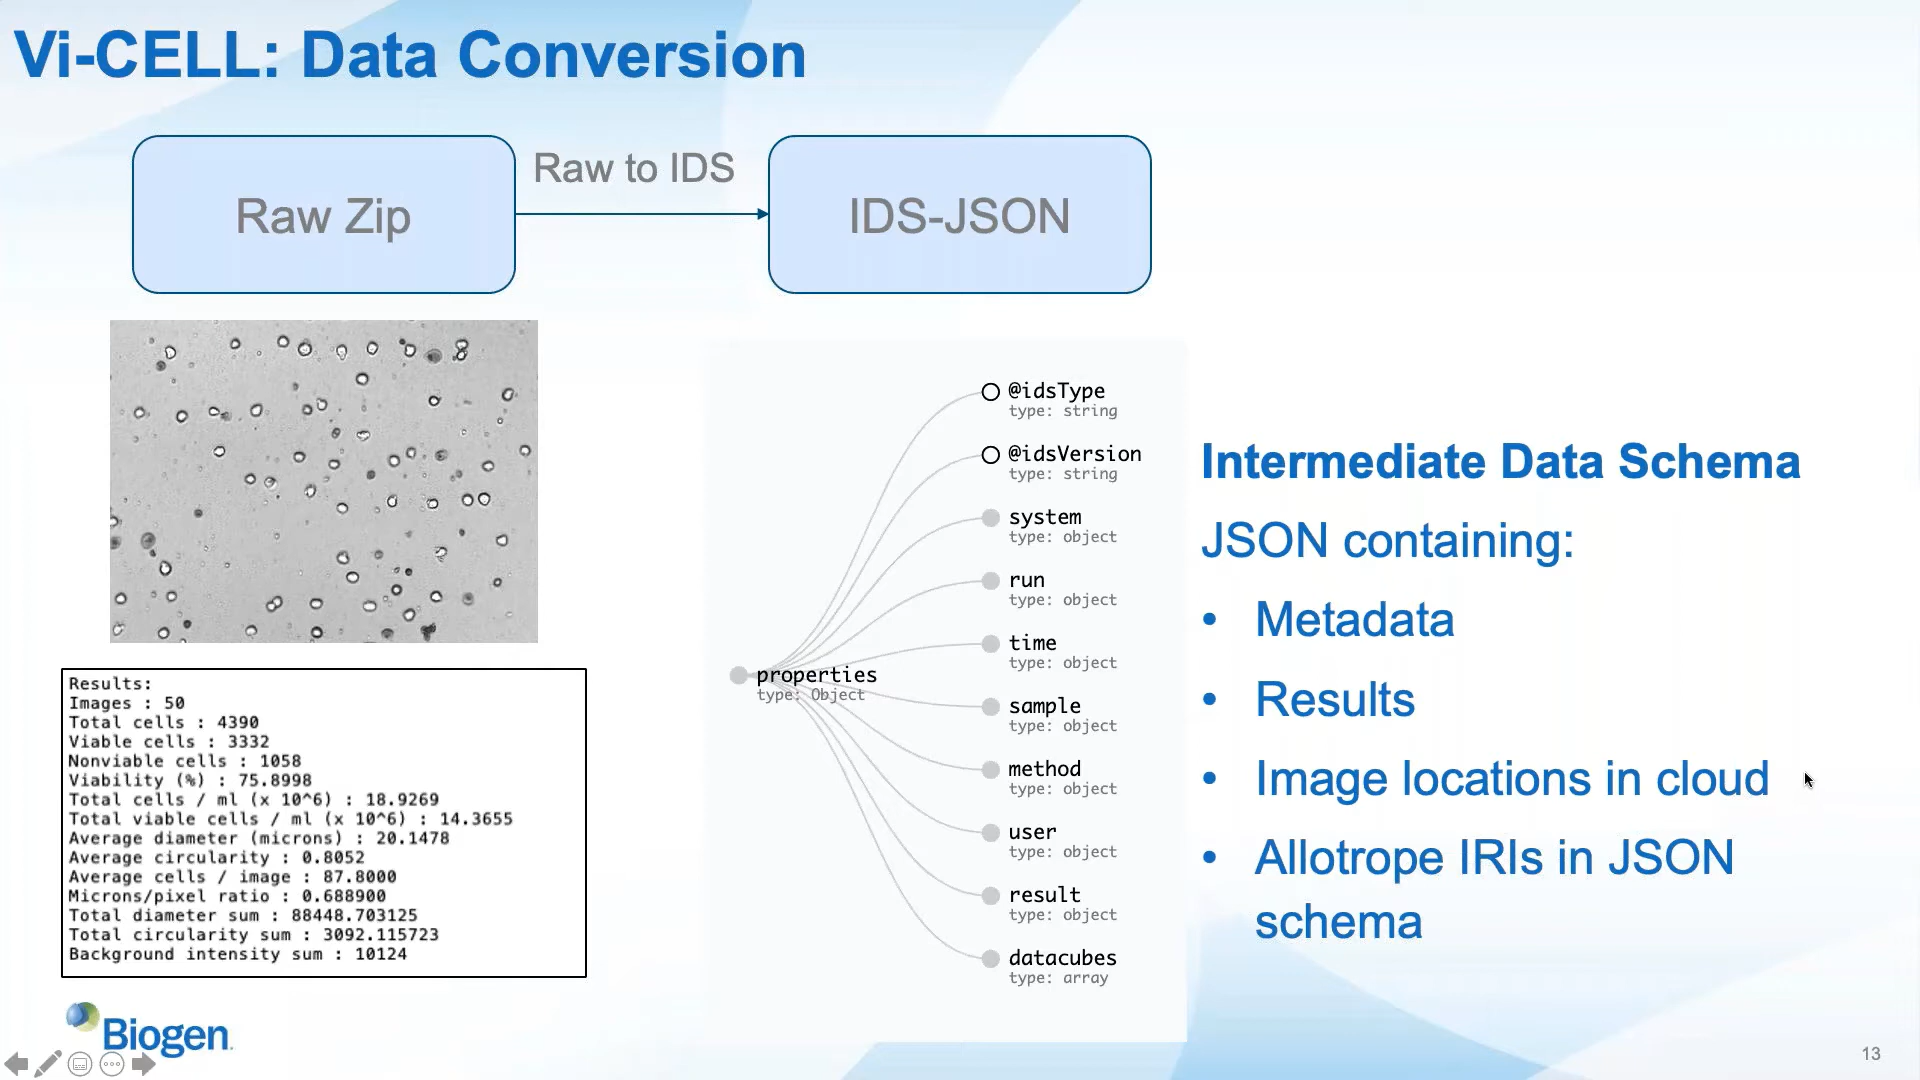 Vi-CELL: Data Conversion
Raw Zip
Raw to IDS
IDS-JSON
Results:
Images : 50
Total cells : 4390
Viable cells : 3332
Nonviable cells : 1058
Viability (%) : 75.8998
Total cells / ml (x 10^6) : 18.9269
Total viable cells / ml (x 10^6) : 14.3655
Average diameter (microns) : 20.1478
Average circularity : 0.8052
Average cells / image : 87.8000
Microns/pixel ratio : 0.688900
Total diameter sum : 88448.703125
Total circularity sum : 3092.115723
Background intensity sum : 10124
properties
type: Object
@idsType
type: string
@idsVersion
type: string
system
type: object
run
type: object
time
type: object
sample
type: object
method
type: object
user
type: object
result
type: object
datacubes
type: array
Intermediate Data Schema
JSON containing:
• Metadata
• Results
• Image locations in cloud
• Allotrope IRIs in JSON
schema
Biogen
13